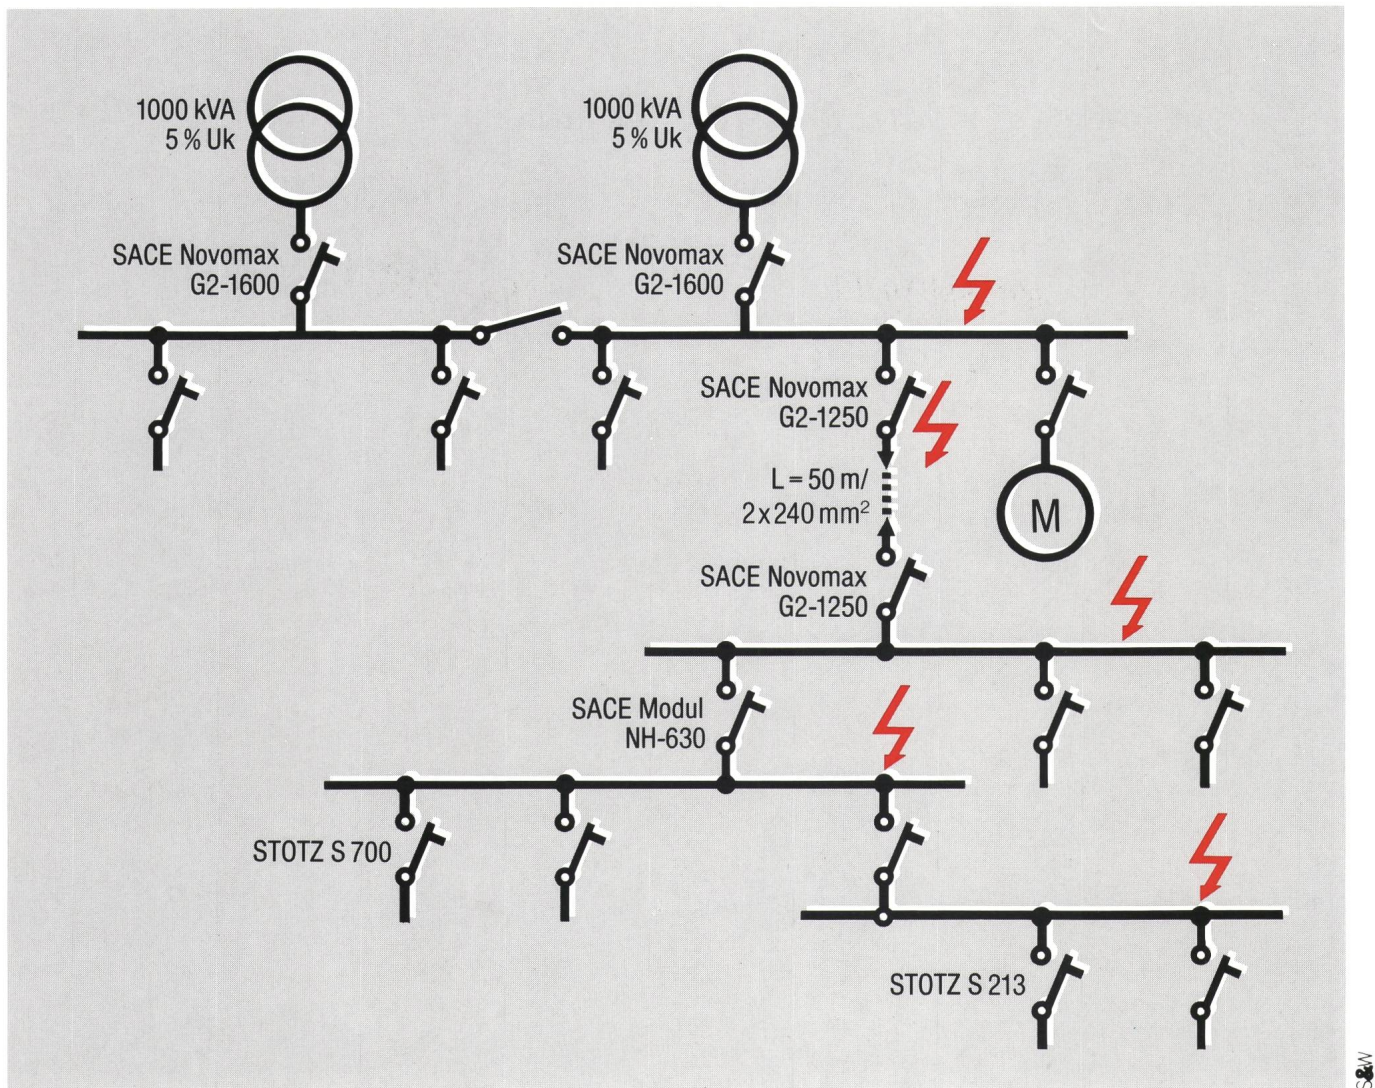 1000 kVA
5 % Uk
1000 kVA
5 % Uk
SACE Novomax
G2-1600
SACE Novomax
G2-1600
SACE Novomax
G2-1250
L = 50 m/
2 x 240 mm²
M
SACE Novomax
G2-1250
SACE Modul
NH-630
STOTZ S 700
STOTZ S 213
S&W